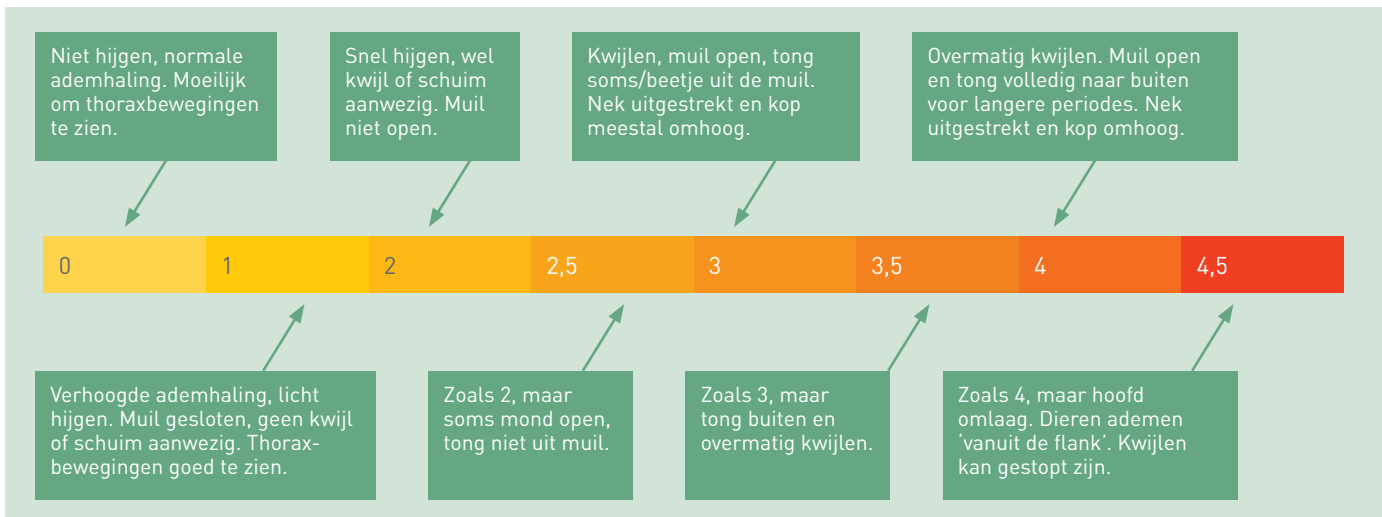 Niet hijgen, normale
ademhaling. Moeilijk
om thoraxbewegingen
te zien.
Snel hijgen, wel
kwijl of schuim
aanwezig. Muil
niet open.
Kwijlen, muil open, tong
soms/beetje uit de muil.
Nek uitgestrekt en kop
meestal omhoog.
Overmatig kwijlen. Muil open
en tong volledig naar buiten
voor langere periodes. Nek
uitgestrekt en kop omhoog.
0 1 2 2,5 3 3,5 4 4,5
Verhoogde ademhaling, licht
hijgen. Muil gesloten, geen kwijl
of schuim aanwezig. Thorax-
bewegingen goed te zien.
Zoals 2, maar
soms mond open,
tong niet uit muil.
Zoals 3, maar
tong buiten en
overmatig kwijlen.
Zoals 4, maar hoofd
omlaag. Dieren ademen
‘vanuit de flank’. Kwijlen
kan gestopt zijn.